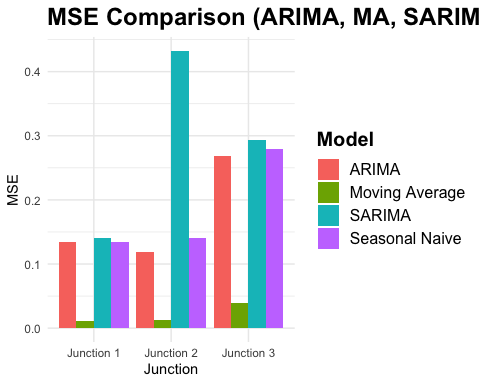 MSE Comparison (ARIMA, MA, SARIM
0.4
0.3
0.2
0.1
0.0
MSE
Junction 1 Junction 2 Junction 3
Junction
Model
ARIMA
Moving Average
SARIMA
Seasonal Naive